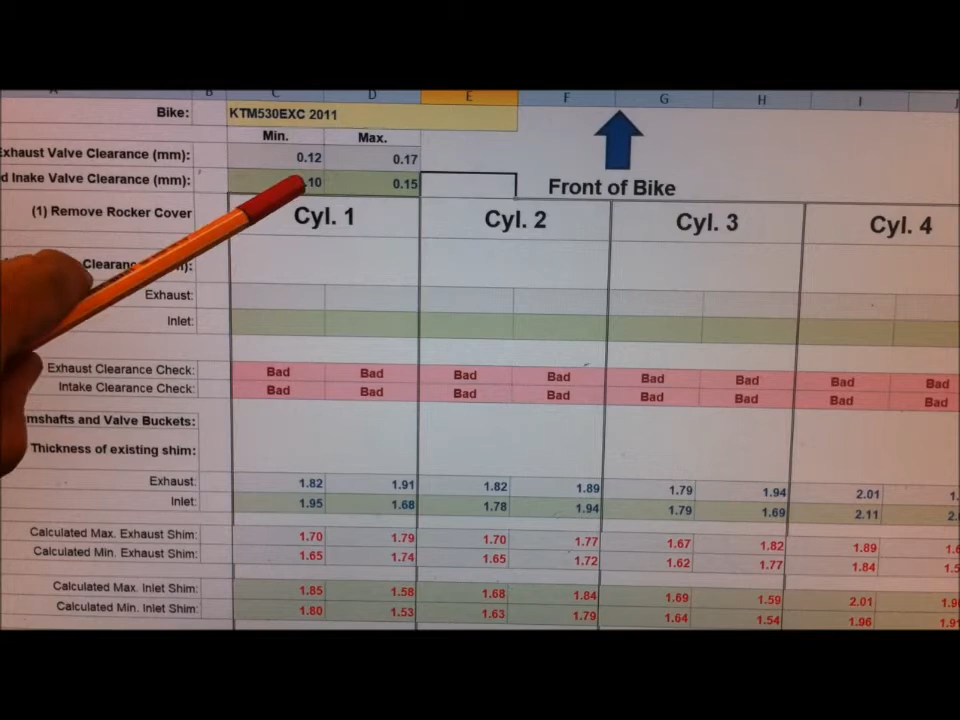 A B C D E F G H I J
Bike: KTM530EXC 2011
Min. Max.
Exhaust Valve Clearance (mm): 0.12 0.17
d Inake Valve Clearance (mm): .10 0.15
Front of Bike
(1) Remove Rocker Cover Cyl. 1 Cyl. 2 Cyl. 3 Cyl. 4
Exhaust:
Inlet:
Exhaust Clearance Check: Bad Bad Bad Bad Bad Bad Bad Bad
Intake Clearance Check: Bad Bad Bad Bad Bad Bad Bad Bad
mshafts and Valve Buckets:
Thickness of existing shim:
Exhaust: 1.82 1.91 1.82 1.89 1.79 1.94 2.01 1.
Inlet: 1.95 1.68 1.78 1.94 1.79 1.69 2.11 2.
Calculated Max. Exhaust Shim: 1.70 1.79 1.70 1.77 1.67 1.82 1.89
Calculated Min. Exhaust Shim: 1.65 1.74 1.65 1.72 1.62 1.77 1.84
Calculated Max. Inlet Shim: 1.85 1.58 1.68 1.84 1.69 1.59 2.01
Calculated Min. Inlet Shim: 1.80 1.53 1.63 1.79 1.64 1.54 1.96